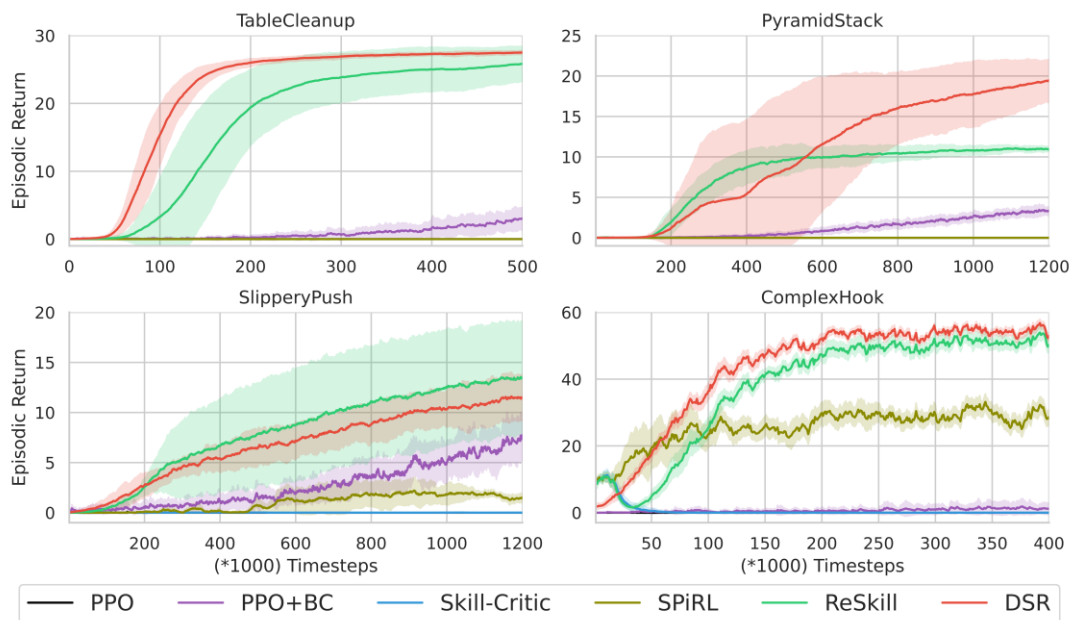 TableCleanup
PyramidStack
Episodic Return
30
20
10
0
0 100 200 300 400 500
25
20
15
10
5
0
200 400 600 800 1000 1200
SlipperyPush
ComplexHook
Episodic Return
20
15
10
5
0
200 400 600 800 1000 1200
(*1000) Timesteps
60
40
20
0
50 100 150 200 250 300 350 400
(*1000) Timesteps
PPO PPO+BC Skill-Critic SPiRL ReSkill DSR